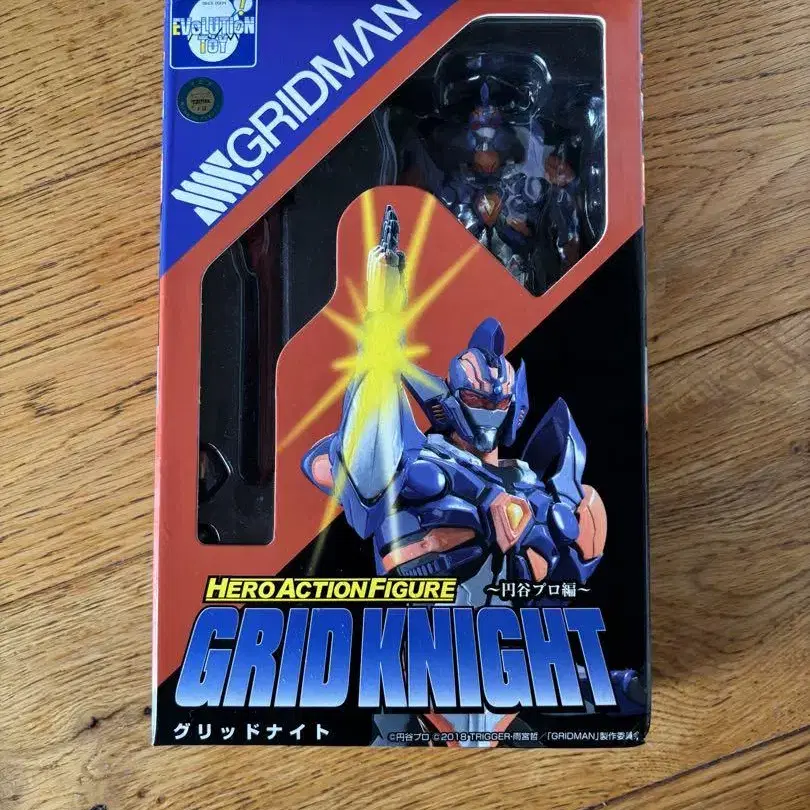 EVOLUTION
TOY
GRIDMAN
HERO ACTION FIGURE
～円谷プロ編～
GRID KNIGHT
グリッドナイト
©円谷プロ ©2018 TRIGGER・雨宮哲／「GRIDMAN」製作委員会